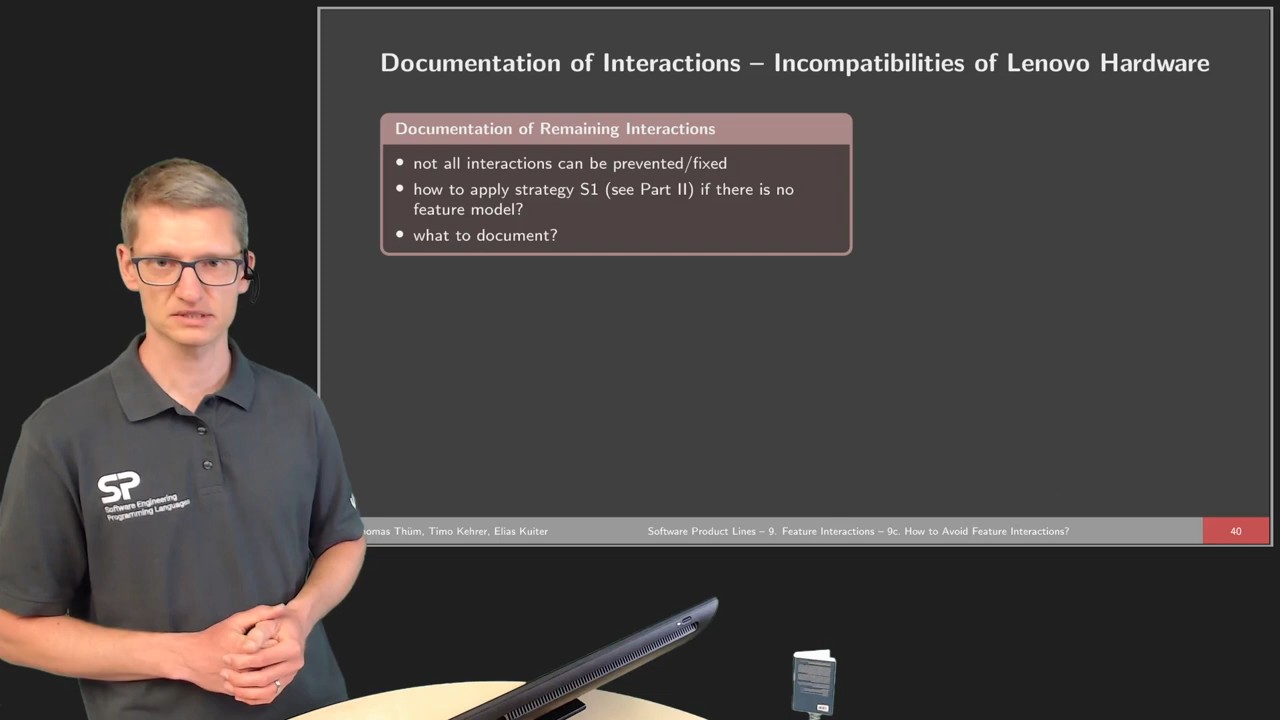 Documentation of Interactions – Incompatibilities of Lenovo Hardware
Documentation of Remaining Interactions
• not all interactions can be prevented/fixed
• how to apply strategy S1 (see Part II) if there is no
feature model?
• what to document?
SP
Software Engineering
Programming Languages
Thüm, Timo Kehrer, Elias Kuiter
Software Product Lines – 9. Feature Interactions – 9c. How to Avoid Feature Interactions?
40